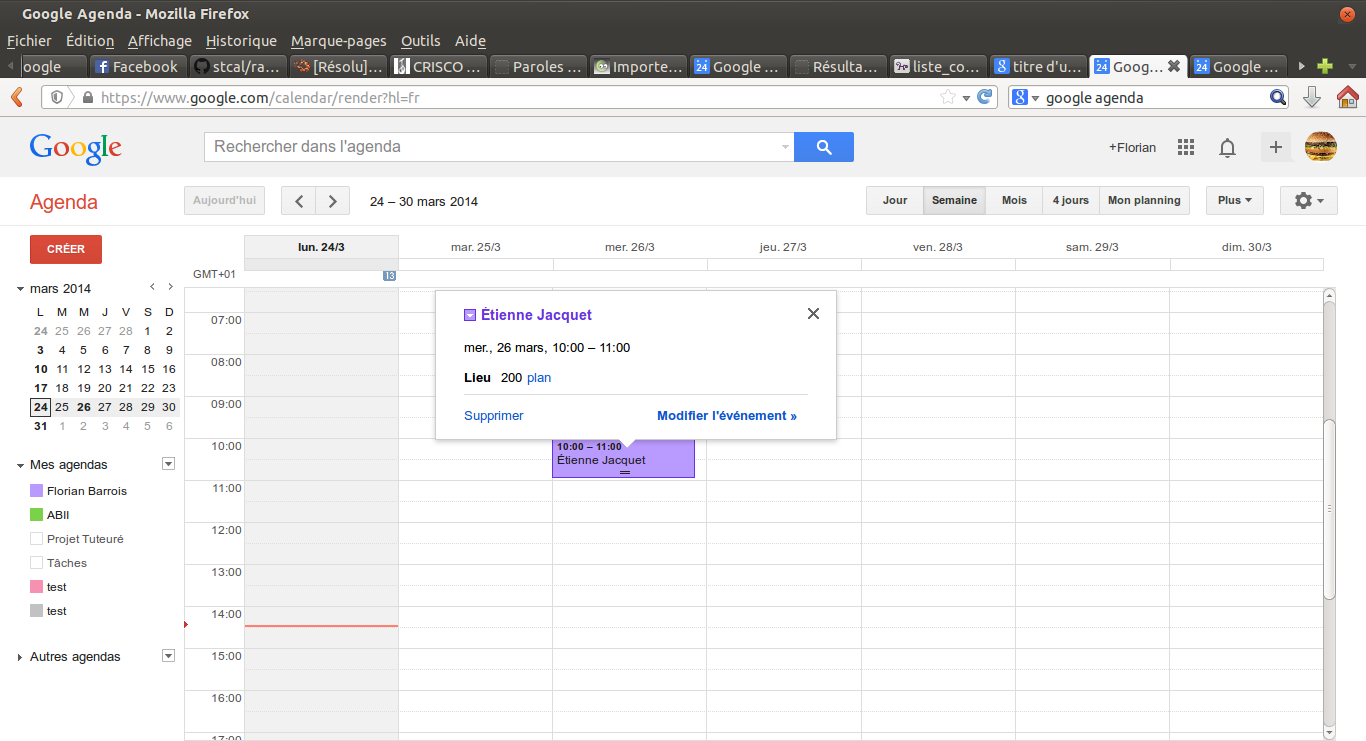 Google Agenda - Mozilla Firefox
Fichier Édition Affichage Historique Marque-pages Outils Aide
oogle Facebook stcal/ra... [Résolu]... CRISCO ... Paroles ... Importe... 24 Google ... Résulta... liste_co... titre d'u... 24 Goog... 24 Google ...
https://www.google.com/calendar/render?hl=fr google agenda
Google Rechercher dans l'agenda +Florian
Agenda Aujourd'hui 24 – 30 mars 2014 Jour Semaine Mois 4 jours Mon planning Plus
CRÉER lun. 24/3 mar. 25/3 mer. 26/3 jeu. 27/3 ven. 28/3 sam. 29/3 dim. 30/3
GMT+01 13
mars 2014
L M M J V S D
24 25 26 27 28 1 2
3 4 5 6 7 8 9
10 11 12 13 14 15 16
17 18 19 20 21 22 23
24 25 26 27 28 29 30
31 1 2 3 4 5 6
Mes agendas
Florian Barrois
ABII
Projet Tuteuré
Tâches
test
test
Autres agendas
07:00
08:00
09:00
10:00
11:00
12:00
13:00
14:00
15:00
16:00
17:00
Étienne Jacquet
mer., 26 mars, 10:00 – 11:00
Lieu 200 plan
Supprimer Modifier l'événement »
10:00 – 11:00
Étienne Jacquet